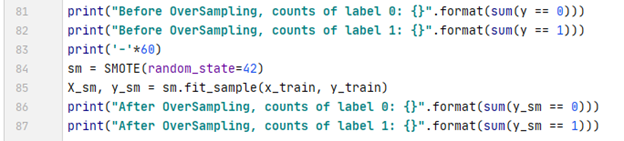 81 print("Before OverSampling, counts of label 0: {}".format(sum(y == 0)))
82 print("Before OverSampling, counts of label 1: {}".format(sum(y == 1)))
83 print('-'*60)
84 sm = SMOTE(random_state=42)
85 X_sm, y_sm = sm.fit_sample(x_train, y_train)
86 print("After OverSampling, counts of label 0: {}".format(sum(y_sm == 0)))
87 print("After OverSampling, counts of label 1: {}".format(sum(y_sm == 1)))